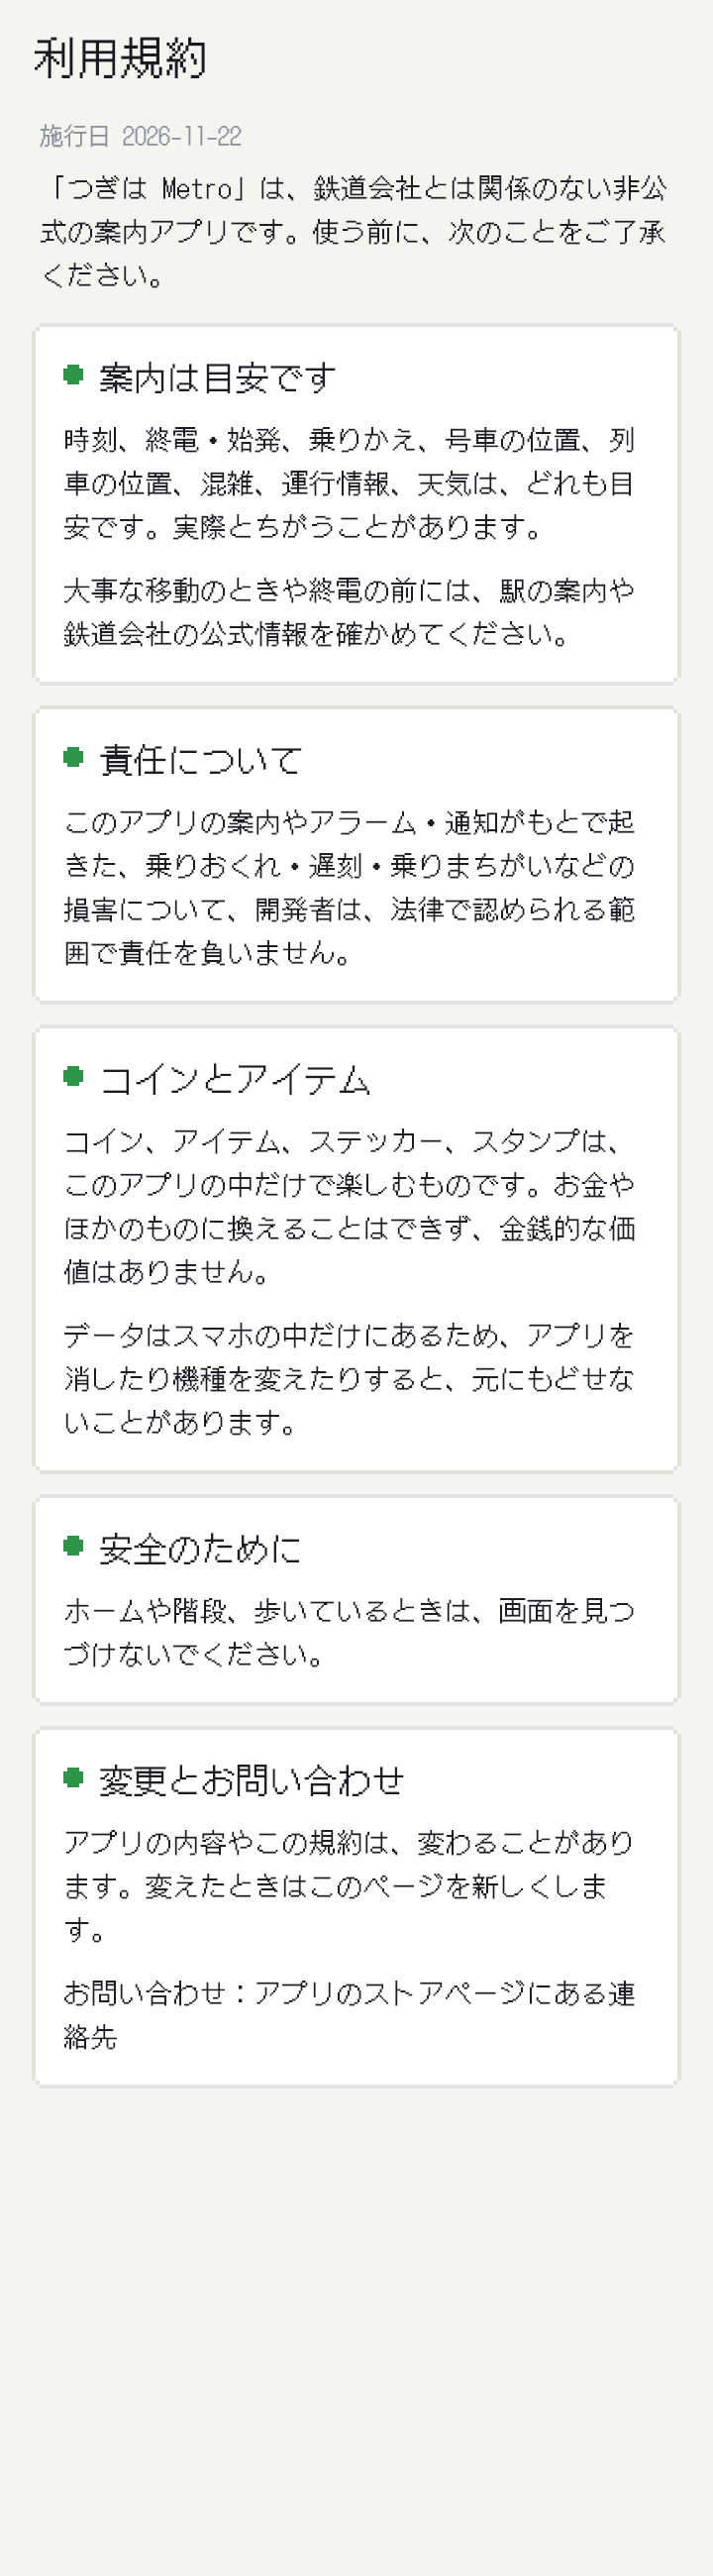 利用規約
施行日 2026-11-22
「つぎは Metro」は、鉄道会社とは関係のない非公
式の案内アプリです。使う前に、次のことをご了承
ください。
案内は目安です
時刻、終電・始発、乗りかえ、号車の位置、列
車の位置、混雑、運行情報、天気は、どれも目
安です。実際とちがうことがあります。
大事な移動のときや終電の前には、駅の案内や
鉄道会社の公式情報を確かめてください。
責任について
このアプリの案内やアラーム・通知がもとで起
きた、乗りおくれ・遅刻・乗りまちがいなどの
損害について、開発者は、法律で認められる範
囲で責任を負いません。
コインとアイテム
コイン、アイテム、ステッカー、スタンプは、
このアプリの中だけで楽しむものです。お金や
ほかのものに換えることはできず、金銭的な価
値はありません。
データはスマホの中だけにあるため、アプリを
消したり機種を変えたりすると、元にもどせな
いことがあります。
安全のために
ホームや階段、歩いているときは、画面を見つ
づけないでください。
変更とお問い合わせ
アプリの内容やこの規約は、変わることがあり
ます。変えたときはこのページを新しくしま
す。
お問い合わせ：アプリのストアページにある連
絡先